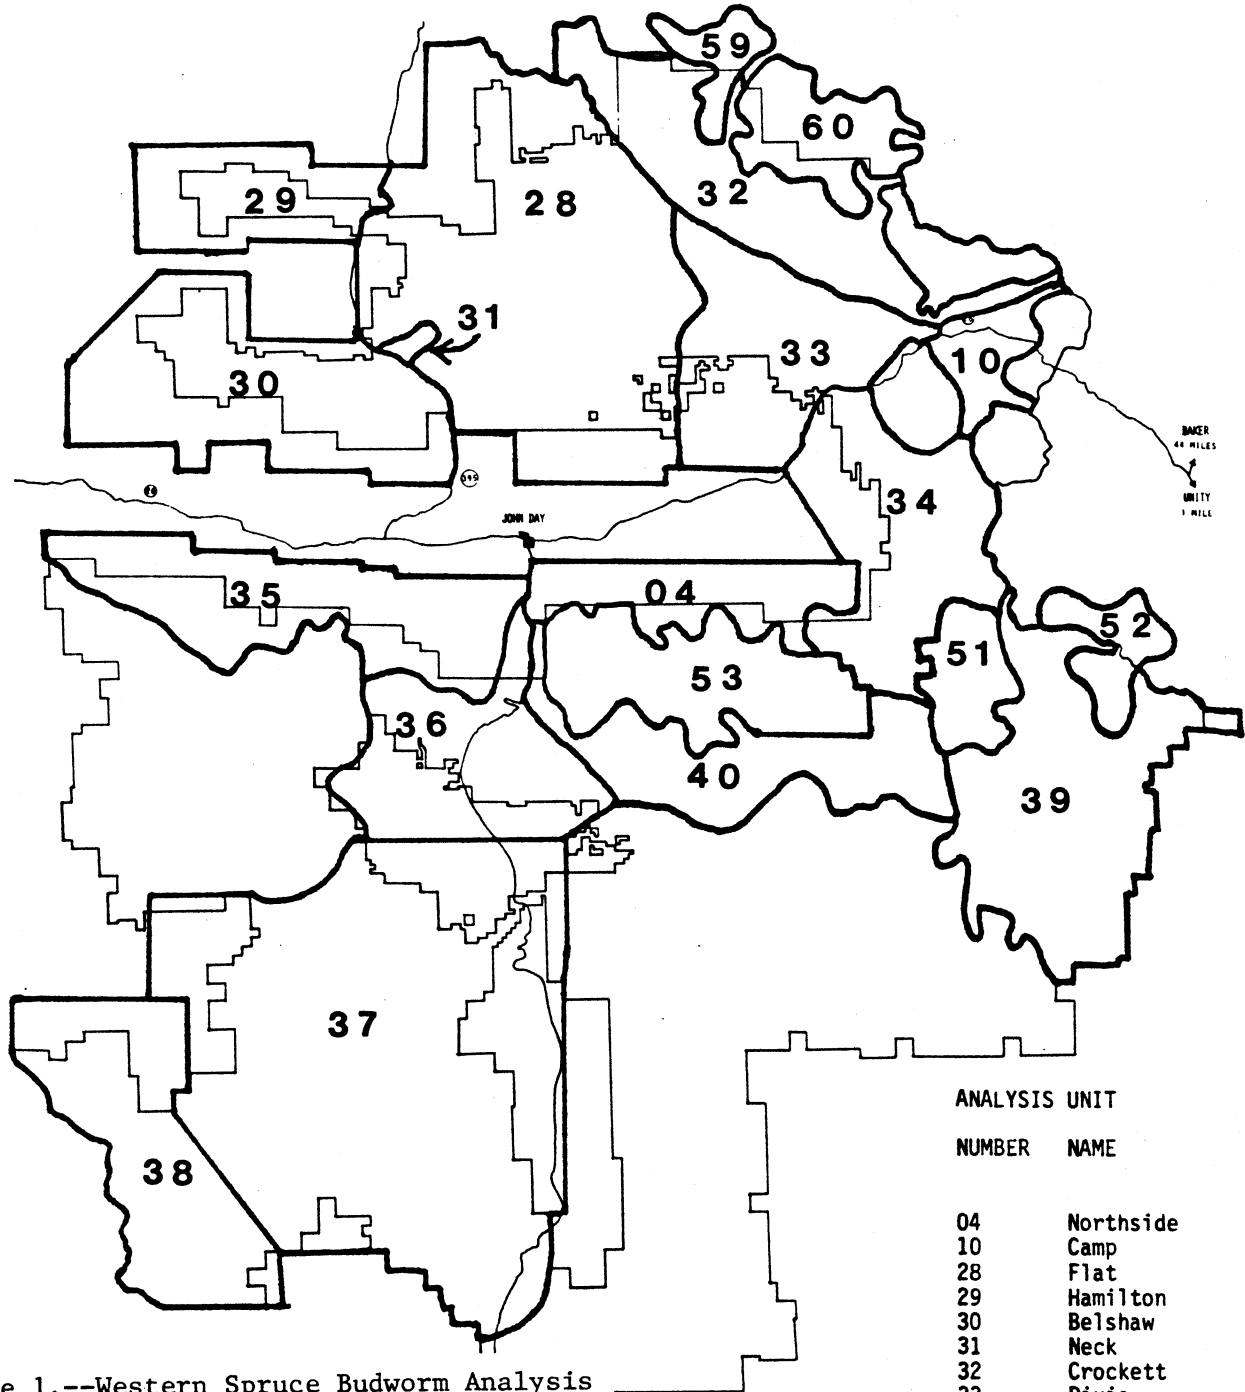 59
60
29
28
32
31
33
10
30
BAKER
44 MILES
UNITY
1 MILE
34
JOHN DAY
35
04
52
51
53
36
40
39
37
38
ANALYSIS UNIT
NUMBER NAME
04 Northside
10 Camp
28 Flat
29 Hamilton
30 Belshaw
31 Neck
32 Crockett
e 1.--Western Spruce Budworm Analysis